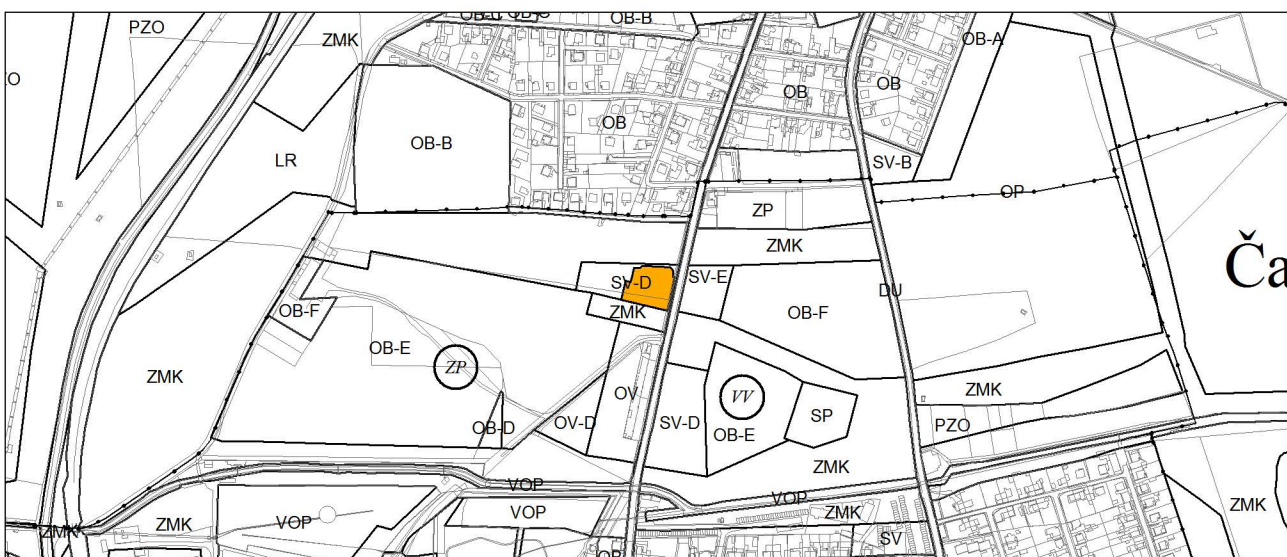 OB-B
PZO
ZMK
OB-A
O
OB
OB
OB
OB-B
LR
SV-B
OP
ZP
ZMK
Ča
SV-D
SV-E
DU
ZMK
OB-F
OB-F
OB-E
ZP
ZMK
OV
VV
ZMK
SV-D
OB-E
SP
PZO
OB-D
OV-D
ZMK
VOP
VOP
ZMK
VOP
VOP
ZMK
ZMK
ZMK
SV